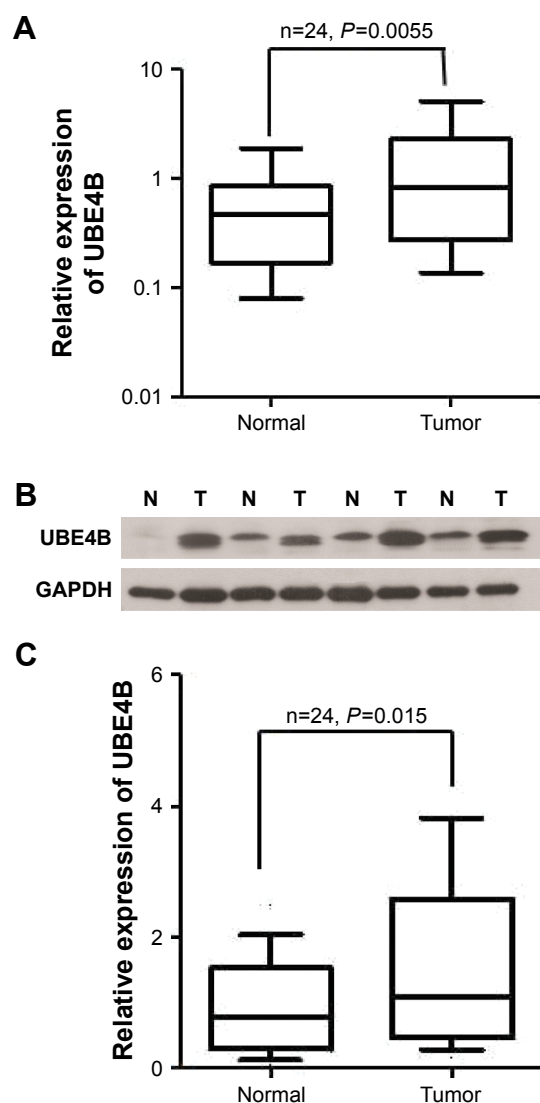 A
n=24, P=0.0055
10
1
0.1
0.01
Relative expression
of UBE4B
Normal Tumor
B
N T N T N T N T
UBE4B
GAPDH
C
n=24, P=0.015
6
4
2
0
Relative expression of UBE4B
Normal Tumor